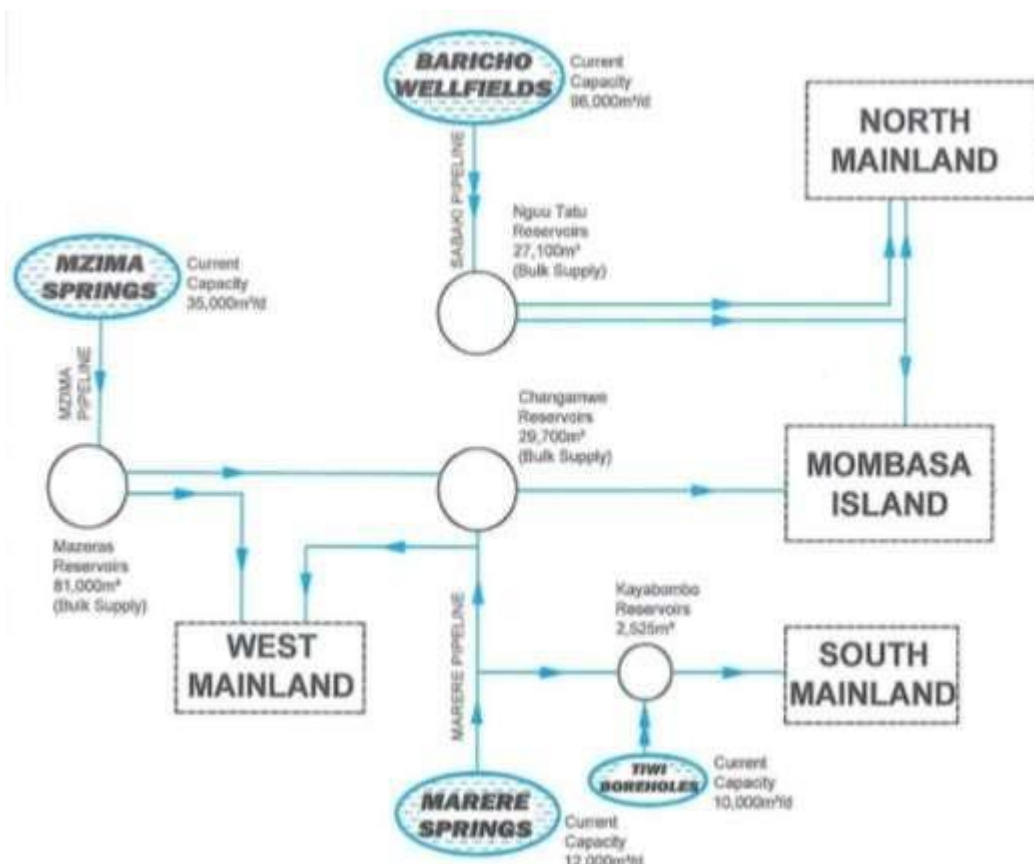 BARICHO
WELLFIELDS
Current
Capacity
96,000m³/d
NORTH
MAINLAND
SABAKI PIPELINE
Nguu Tatu
Reservoirs
27,100m³
(Bulk Supply)
MZIMA
SPRINGS
Current
Capacity
35,000m³/d
MZIMA
PIPELINE
Changamwe
Reservoirs
29,700m³
(Bulk Supply)
MOMBASA
ISLAND
Mazeras
Reservoirs
81,000m³
(Bulk Supply)
WEST
MAINLAND
MARERE PIPELINE
Kayabombo
Reservoirs
2,525m³
SOUTH
MAINLAND
TIWI
BOREHOLES
Current
Capacity
10,000m³/d
MARERE
SPRINGS
Current
Capacity
12,000m³/d